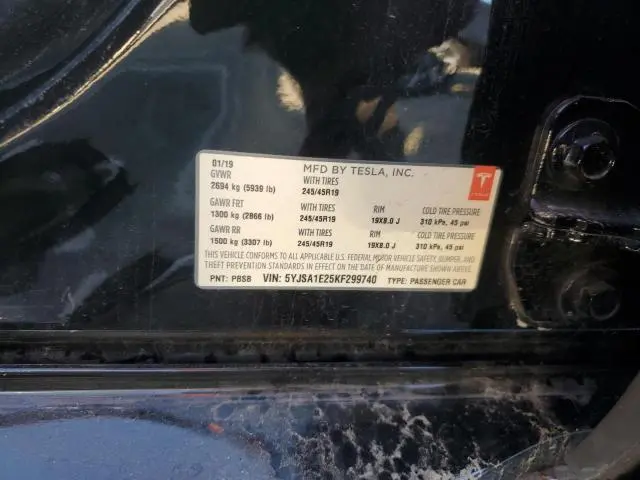 MFD BY TESLA, INC.
01/19
GVWR
2694 kg (5939 lb)
WITH TIRES
245/45R19
GAWR FRT
1300 kg (2866 lb)
WITH TIRES
245/45R19
RIM
19X8.0 J
COLD TIRE PRESSURE
310 kPa, 45 psi
GAWR RR
1500 kg (3307 lb)
WITH TIRES
245/45R19
RIM
19X8.0 J
COLD TIRE PRESSURE
310 kPa, 45 psi
THIS VEHICLE CONFORMS TO ALL APPLICABLE U.S. FEDERAL MOTOR VEHICLE SAFETY, BUMPER, AND
THEFT PREVENTION STANDARDS IN EFFECT ON THE DATE OF MANUFACTURE SHOWN ABOVE.
PNT: PBSB VIN: 5YJSA1E25KF299740 TYPE: PASSENGER CAR
TESLA